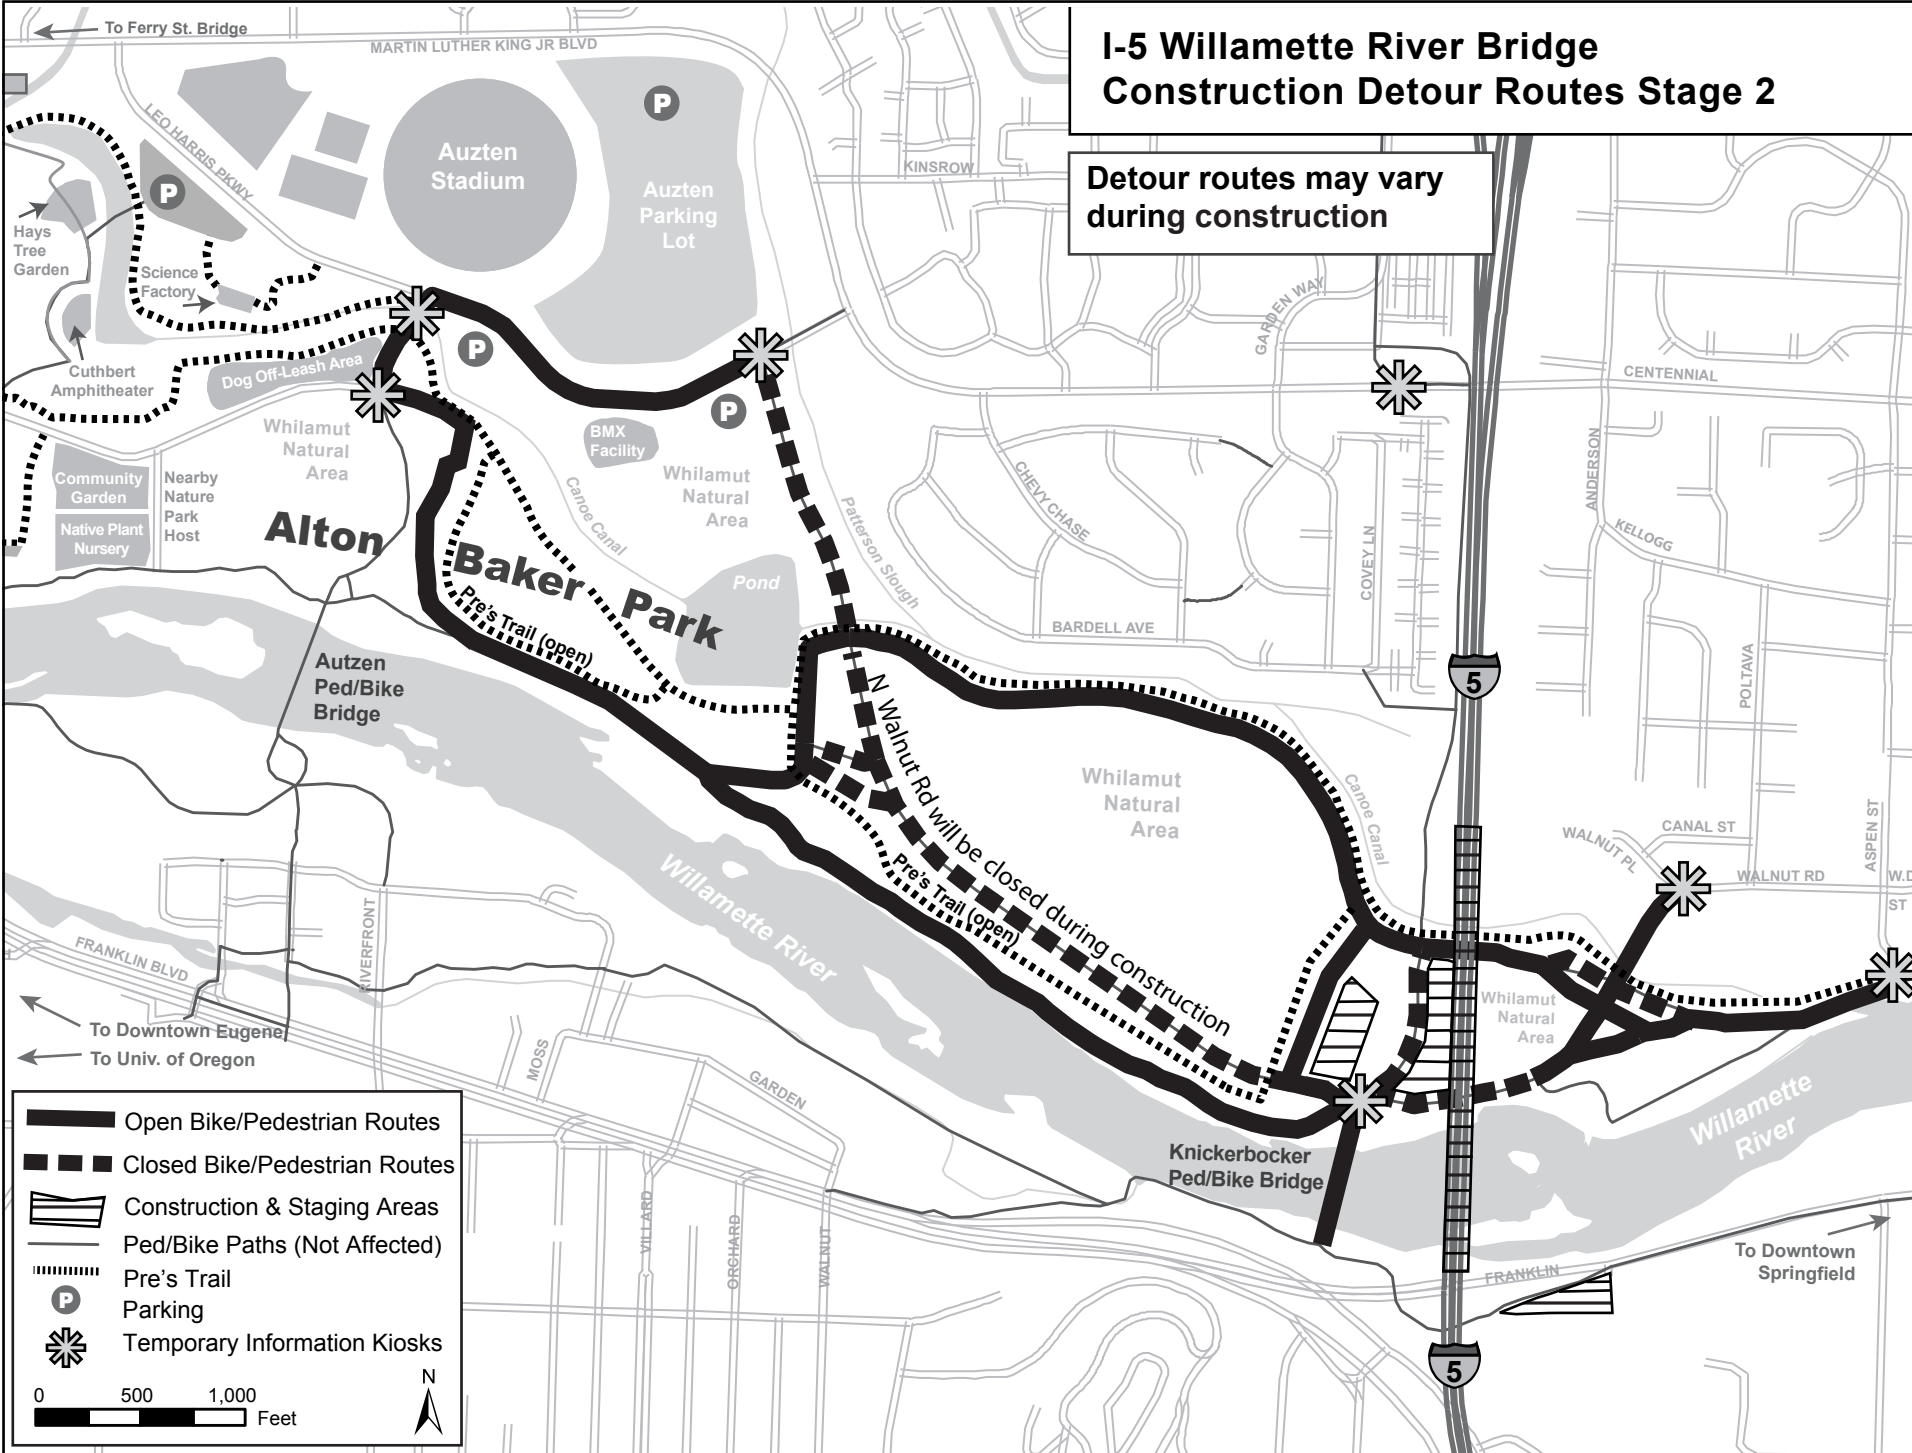 To Ferry St. Bridge
MARTIN LUTHER KING JR BLVD
I-5 Willamette River Bridge
Construction Detour Routes Stage 2
Detour routes may vary
during construction
LEO HARRIS PKWY
P
P
Auzten
Stadium
Auzten
Parking
Lot
KINSROW
Hays
Tree
Garden
Science
Factory
GARDEN WAY
P
Cuthbert
Amphitheater
Dog Off-Leash Area
P
CENTENNIAL
Whilamut
Natural
Area
BMX
Facility
Whilamut
Natural
Area
Community
Garden
Nearby
Nature
Park
Host
Native Plant
Nursery
Canoe Canal
CHEVY CHASE
ANDERSON
KELLOGG
COVEY LN
Patterson Slough
Alton
Baker
Park
Pond
Pre's Trail (open)
BARDELL AVE
Autzen
Ped/Bike
Bridge
5
POLTAVA
N Walnut Rd will be closed during construction
Whilamut
Natural
Area
Canoe Canal
WALNUT PL
CANAL ST
ASPEN ST
WALNUT RD
W.D
ST
Willamette River
Pre's Trail (open)
RIVERFRONT
FRANKLIN BLVD
To Downtown Eugene
To Univ. of Oregon
Whilamut
Natural
Area
MOSS
GARDEN
Willamette
River
Knickerbocker
Ped/Bike Bridge
VILLARD
ORCHARD
WALNUT
FRANKLIN
To Downtown
Springfield
5
Open Bike/Pedestrian Routes
Closed Bike/Pedestrian Routes
Construction & Staging Areas
Ped/Bike Paths (Not Affected)
Pre's Trail
P
Parking
Temporary Information Kiosks
N
0 500 1,000
Feet